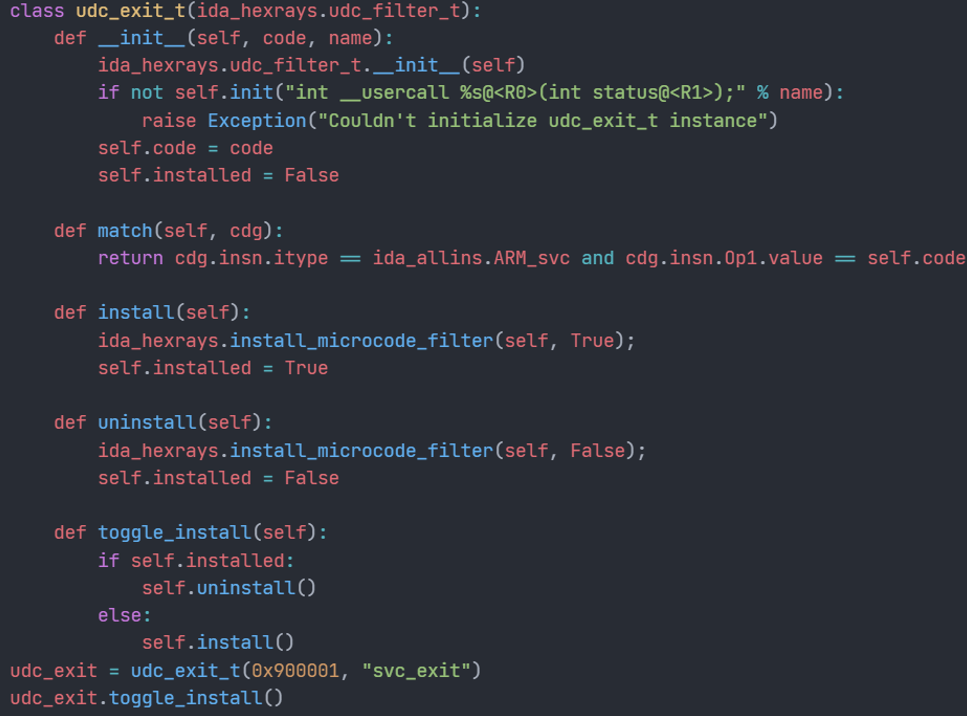 class udc_exit_t(ida_hexrays.udc_filter_t):
    def __init__(self, code, name):
        ida_hexrays.udc_filter_t.__init__(self)
        if not self.init("int __usercall %s@<R0>(int status@<R1>);" % name):
            raise Exception("Couldn't initialize udc_exit_t instance")
        self.code = code
        self.installed = False

    def match(self, cdg):
        return cdg.insn.itype == ida_allins.ARM_svc and cdg.insn.Op1.value == self.code

    def install(self):
        ida_hexrays.install_microcode_filter(self, True);
        self.installed = True

    def uninstall(self):
        ida_hexrays.install_microcode_filter(self, False);
        self.installed = False

    def toggle_install(self):
        if self.installed:
            self.uninstall()
        else:
            self.install()
udc_exit = udc_exit_t(0x900001, "svc_exit")
udc_exit.toggle_install()